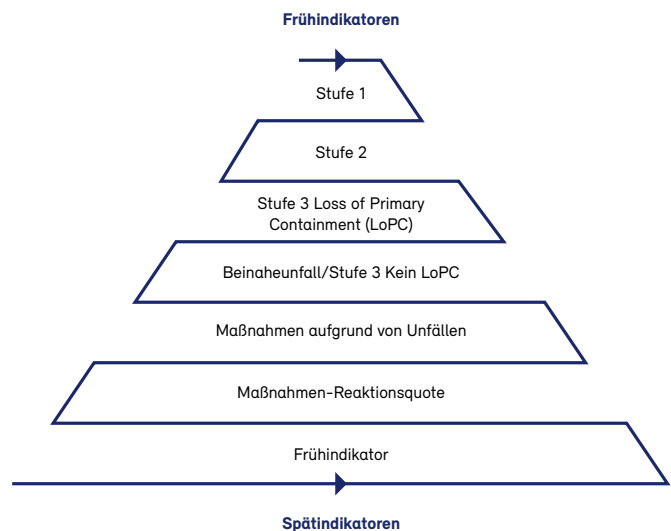 Frühindikatoren
Stufe 1
Stufe 2
Stufe 3 Loss of Primary
Containment (LoPC)
Beinaheunfall/Stufe 3 Kein LoPC
Maßnahmen aufgrund von Unfällen
Maßnahmen-Reaktionsquote
Frühindikator
Spätindikatoren